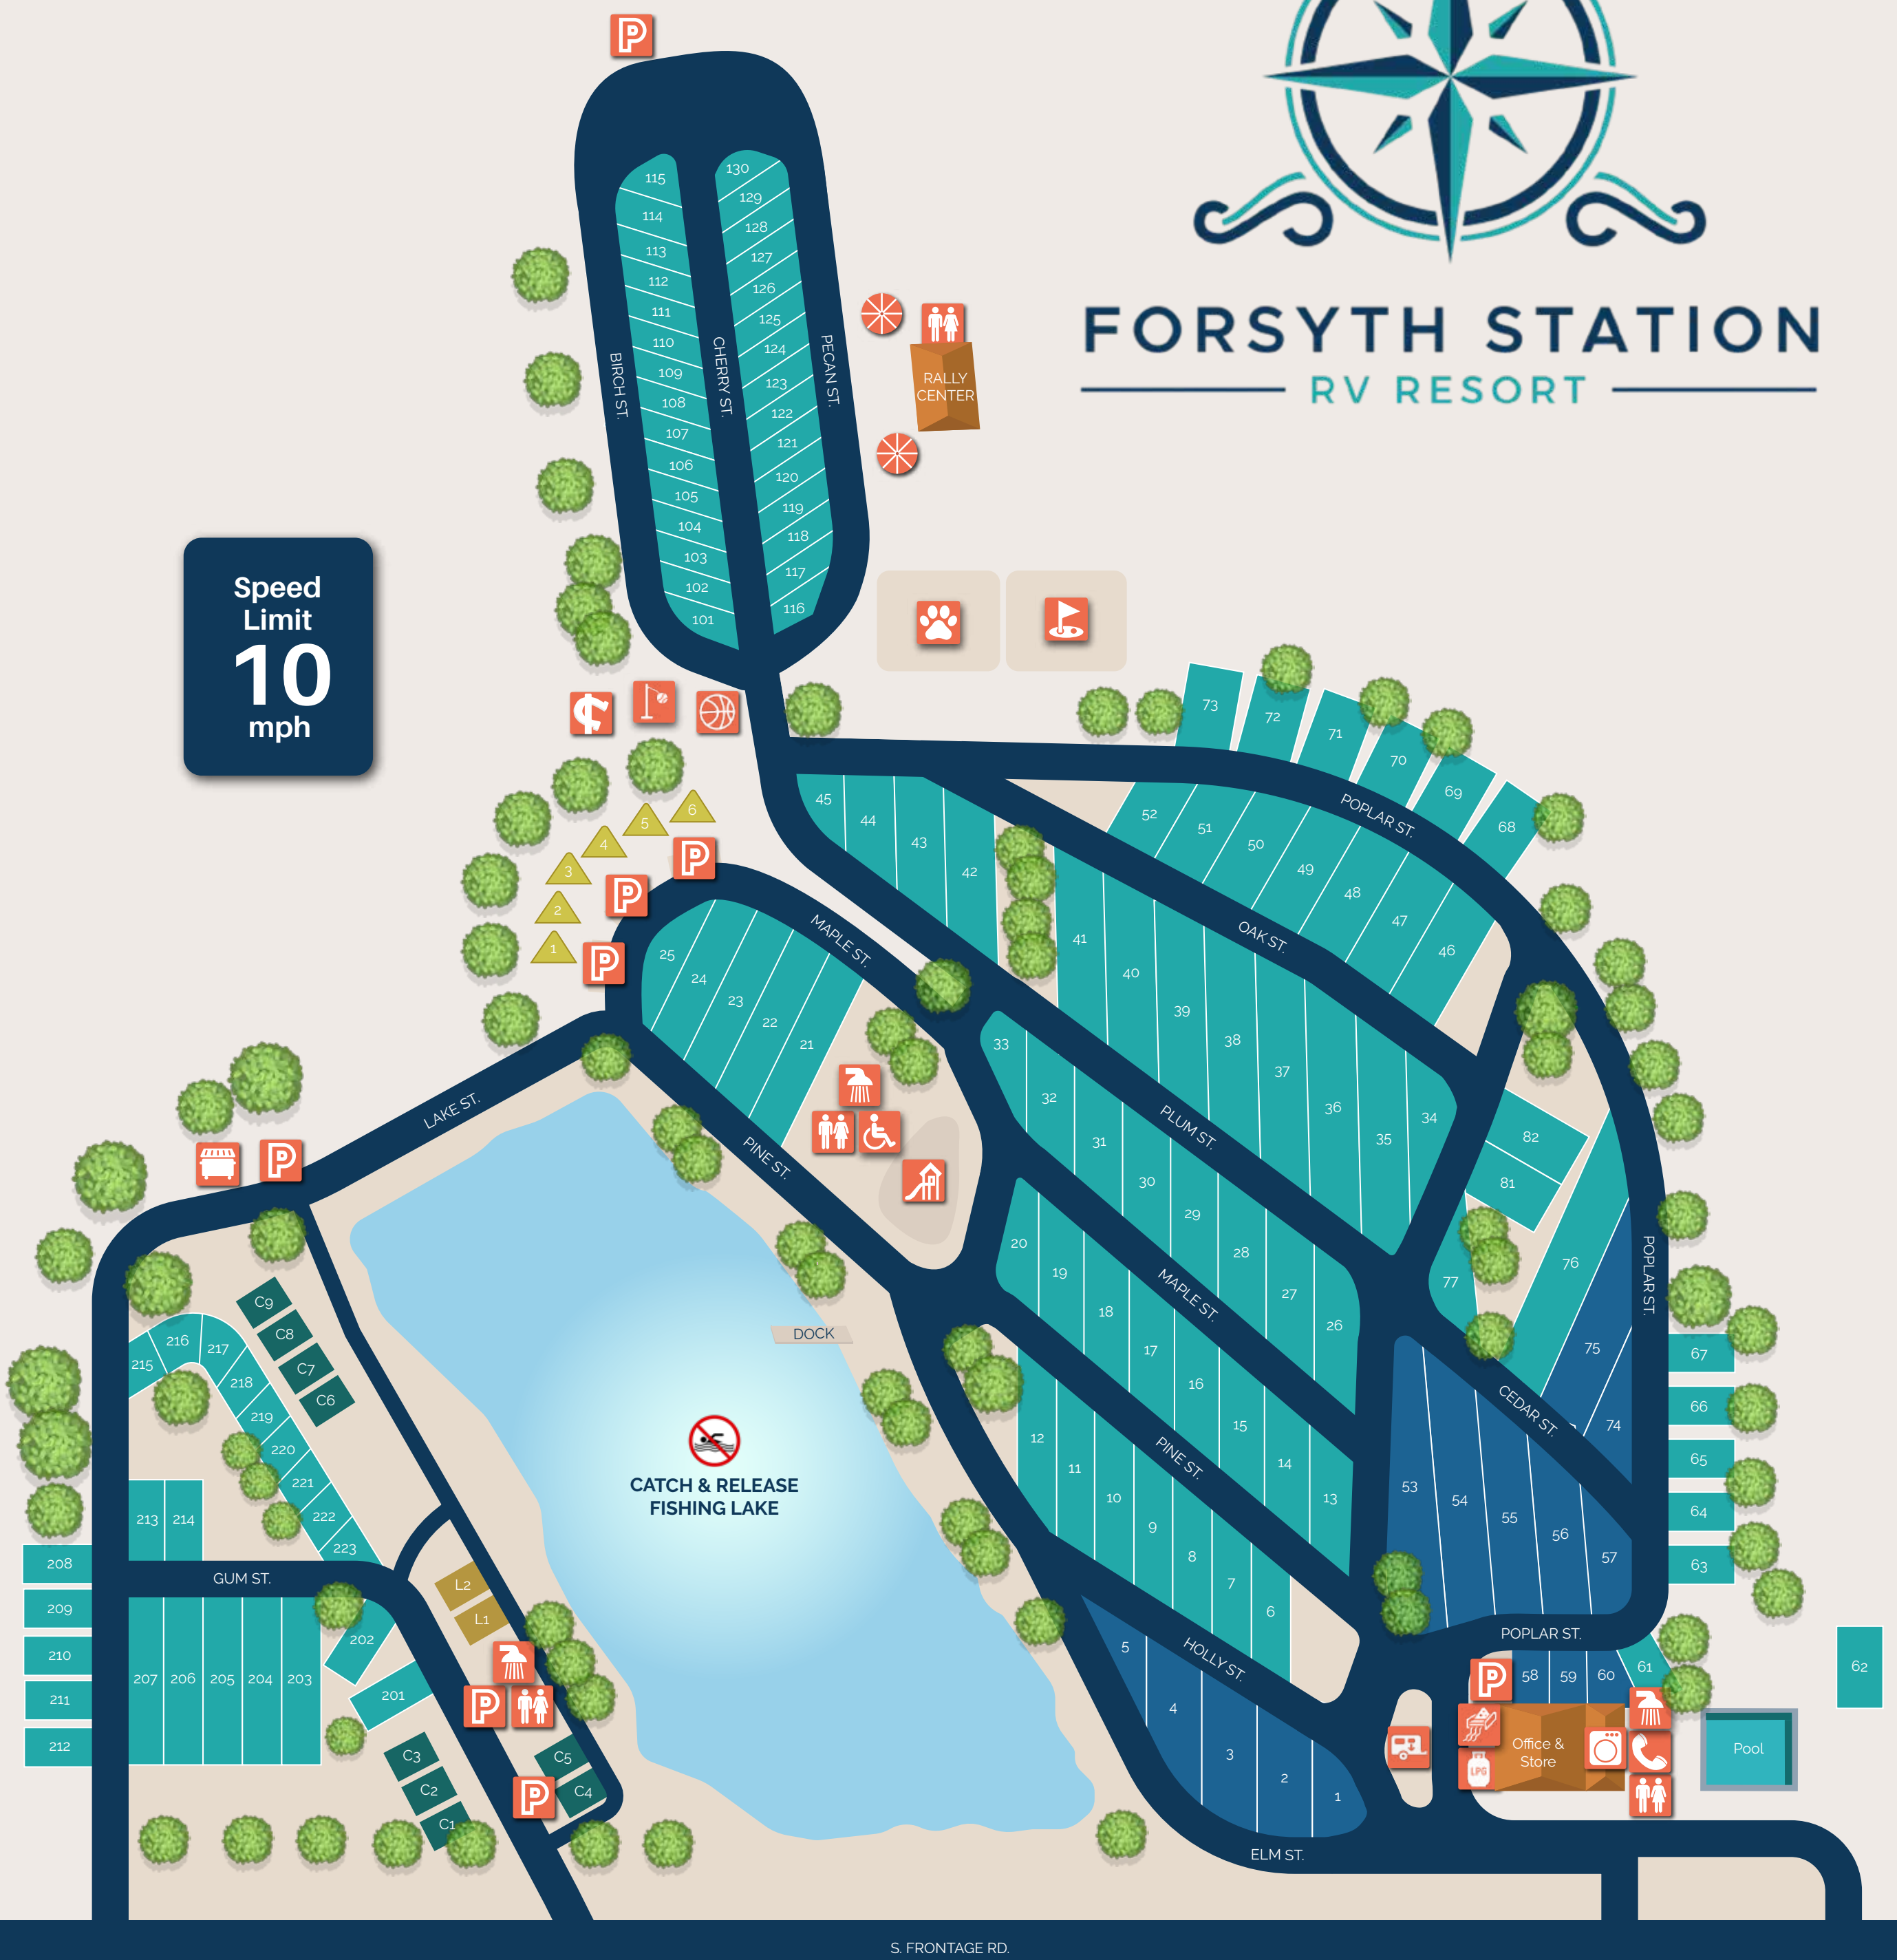 P
FORSYTH STATION
RV RESORT
Speed
Limit
10
mph
115
114
113
112
111
110
109
108
107
106
105
104
103
102
101
130
129
128
127
126
125
124
123
122
121
120
119
118
117
116
BIRCH ST.
CHERRY ST.
PECAN ST.
RALLY
CENTER
73
72
71
70
69
68
POPLAR ST.
45
44
43
42
52
51
50
49
48
47
46
OAK ST.
41
40
39
38
37
36
35
34
6
5
4
3
2
1
P
P
P
MAPLE ST.
25
24
23
22
21
PINE ST.
LAKE ST.
P
33
32
31
30
29
28
27
26
PLUM ST.
82
81
77
76
75
74
POPLAR ST.
CEDAR ST.
67
66
65
64
63
20
19
18
17
16
15
14
13
MAPLE ST.
PINE ST.
12
11
10
9
8
7
6
53
54
55
56
57
DOCK
CATCH & RELEASE
FISHING LAKE
C9
C8
C7
C6
215
216
217
218
219
220
221
222
223
213
214
208
209
210
211
212
GUM ST.
207
206
205
204
203
202
201
L2
L1
P
C3
C2
C1
C5
C4
P
HOLLY ST.
5
4
3
2
1
POPLAR ST.
P
58
59
60
61
62
Office &
Store
LPG
Pool
ELM ST.
S. FRONTAGE RD.